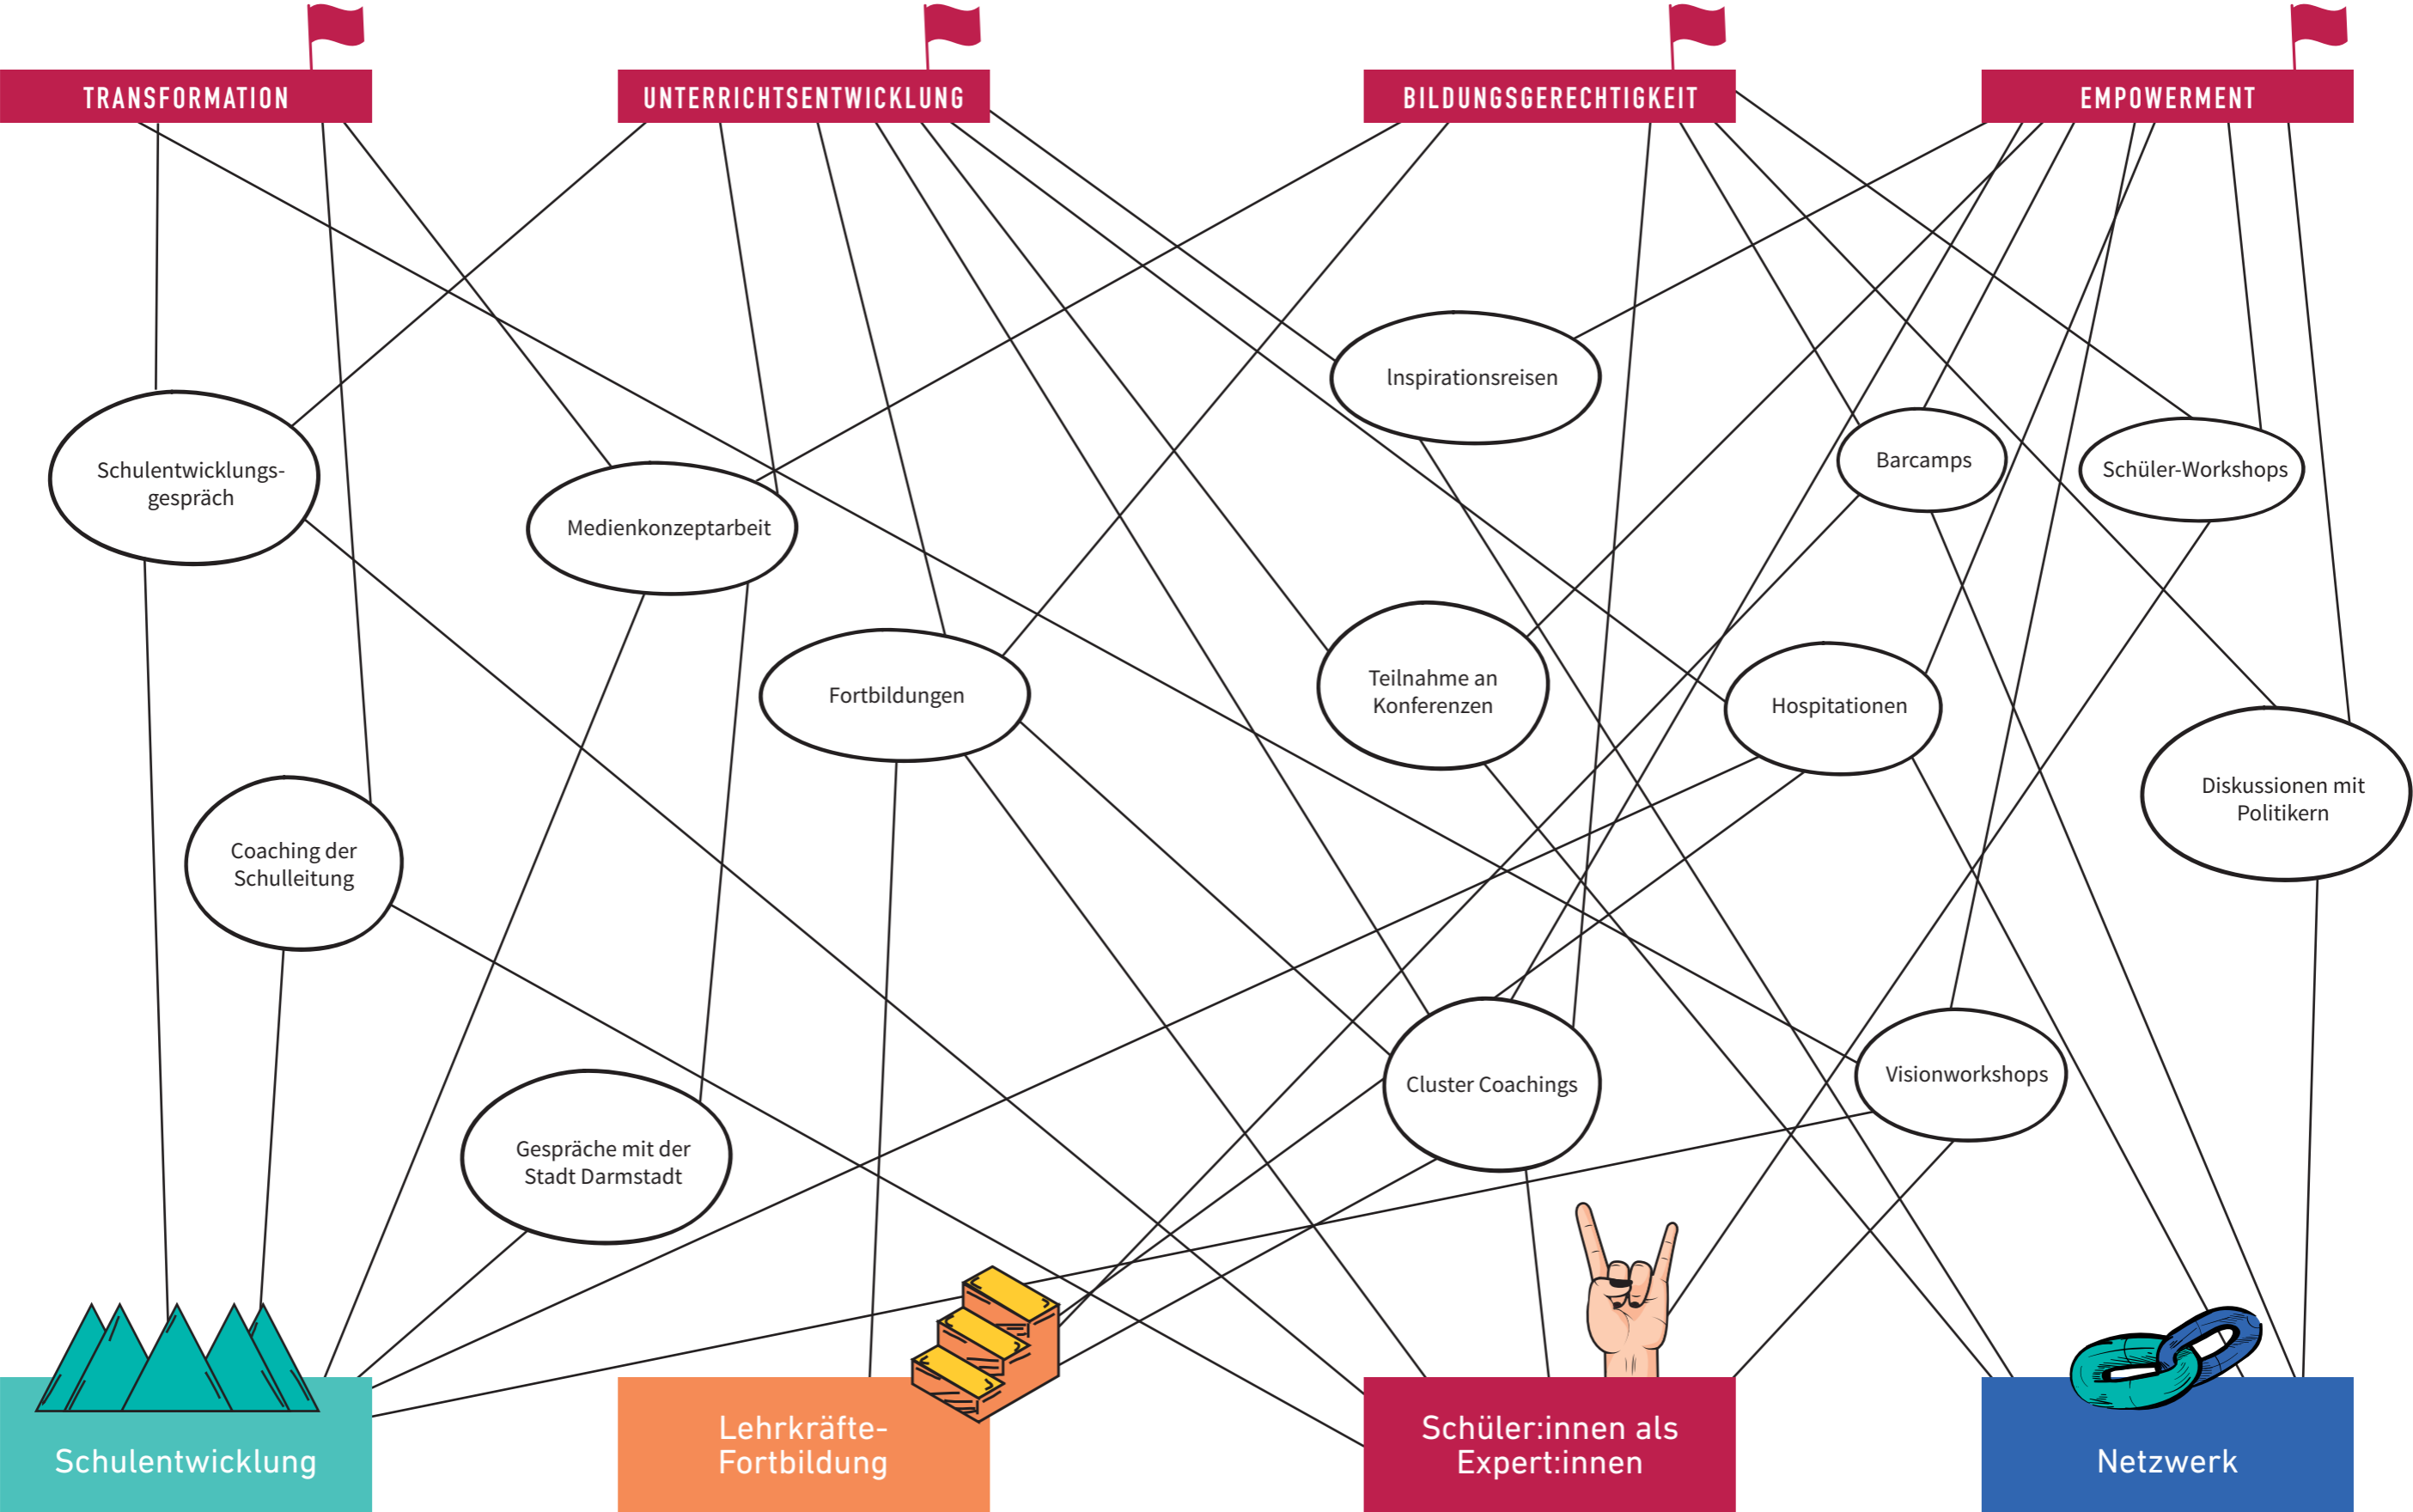 TRANSFORMATION
UNTERRICHTSENTWICKLUNG
BILDUNGSGERECHTIGKEIT
EMPOWERMENT
Inspirationsreisen
Barcamps
Schüler-Workshops
Schulentwicklungs-
gespräch
Medienkonzeptarbeit
Fortbildungen
Teilnahme an
Konferenzen
Hospitationen
Diskussionen mit
Politikern
Coaching der
Schulleitung
Cluster Coachings
Visionworkshops
Gespräche mit der
Stadt Darmstadt
Schulentwicklung
Lehrkräfte-
Fortbildung
Schüler:innen als
Expert:innen
Netzwerk